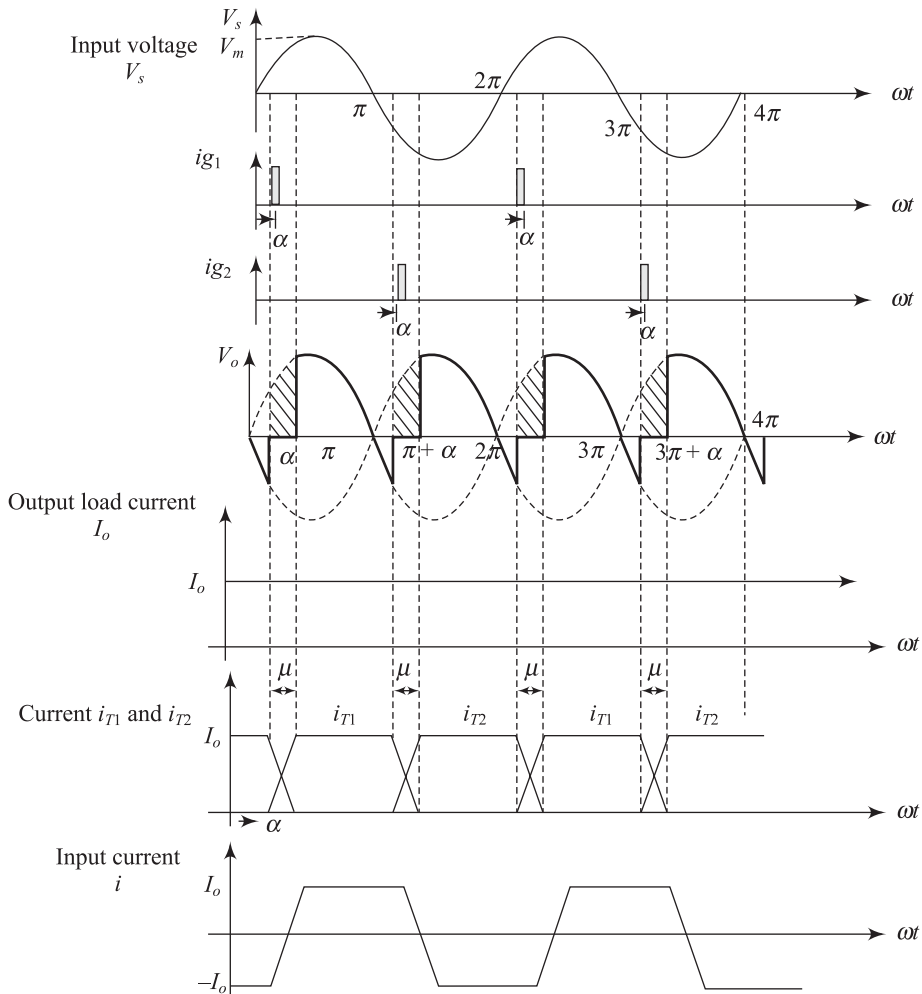 V_s
Input voltage
V_s
V_m
π
2π
3π
4π
ωt
ig_1
α
α
ωt
ig_2
α
α
ωt
V_o
α
π
π + α
2π
3π
3π + α
4π
ωt
Output load current
I_o
I_o
ωt
μ
μ
μ
μ
Current i_T1 and i_T2
I_o
i_T1
i_T2
i_T1
i_T2
α
ωt
Input current
i
I_o
–I_o
ωt